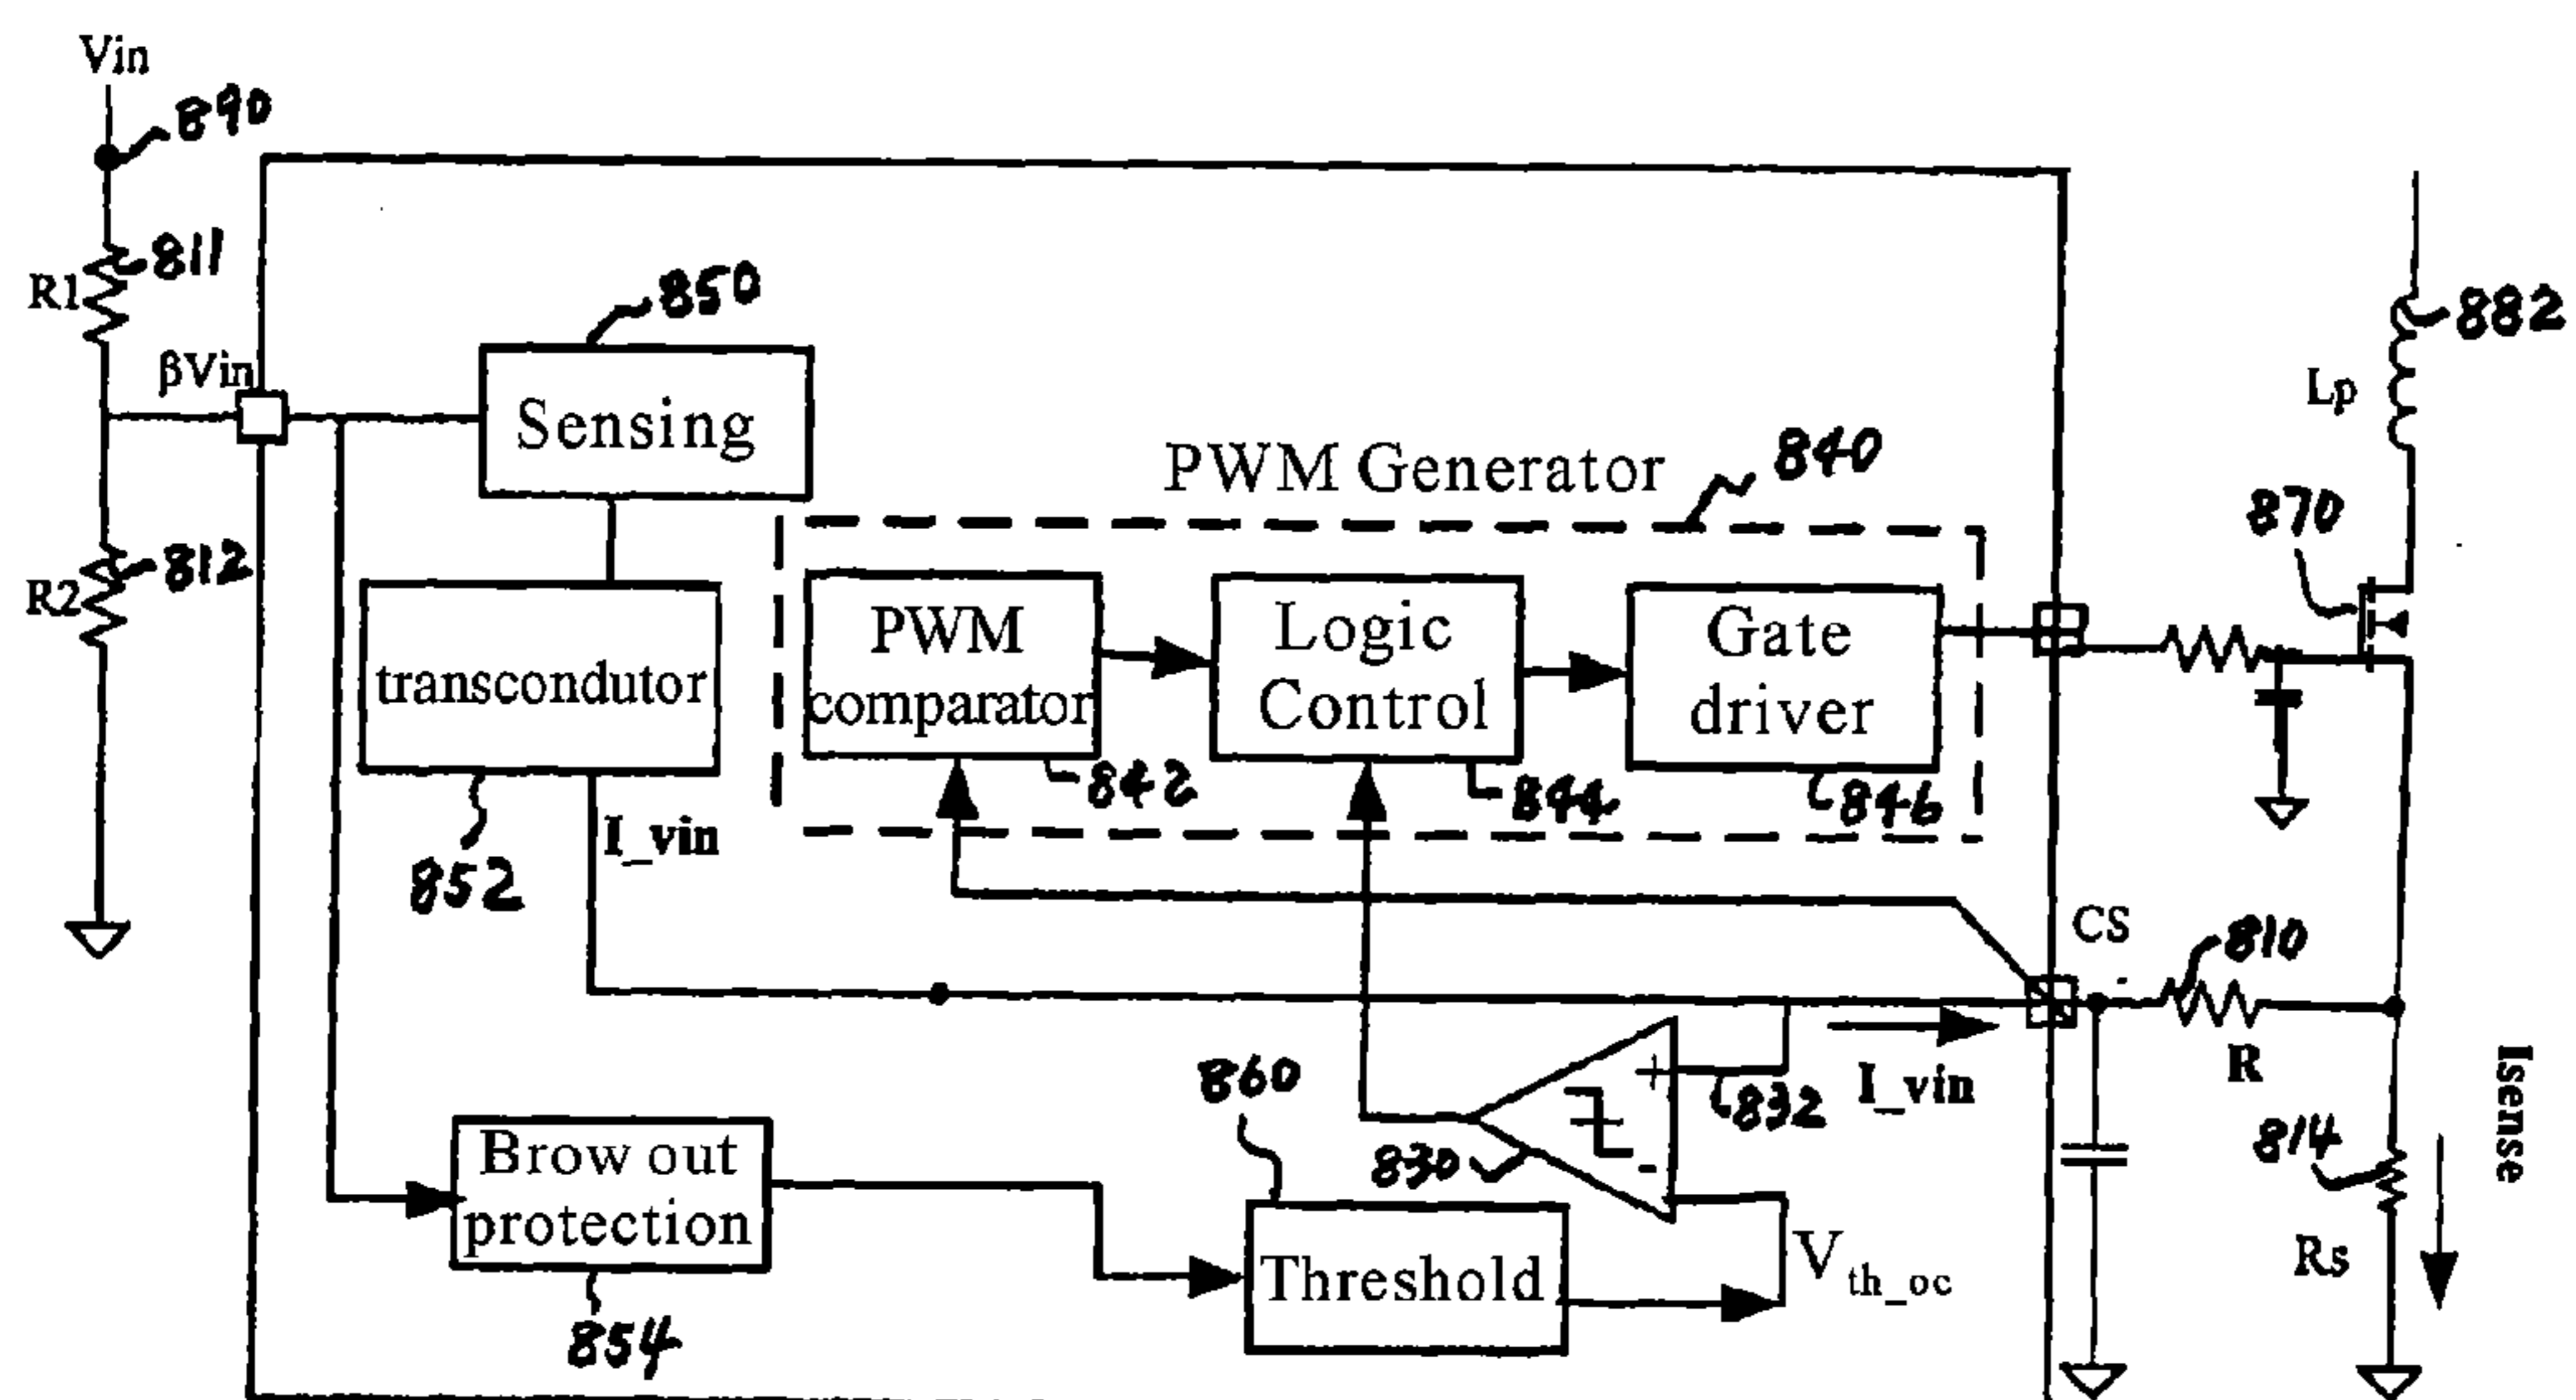 Vin
890
811
R1
βVin
850
Sensing
812
R2
transcondutor
852
I_vin
PWM Generator
840
PWM
comparator
842
Logic
Control
844
Gate
driver
846
882
Lp
870
CS
810
R
Isense
814
Rs
I_vin
+
832
-
830
V th_oc
860
Threshold
Brow out
protection
854